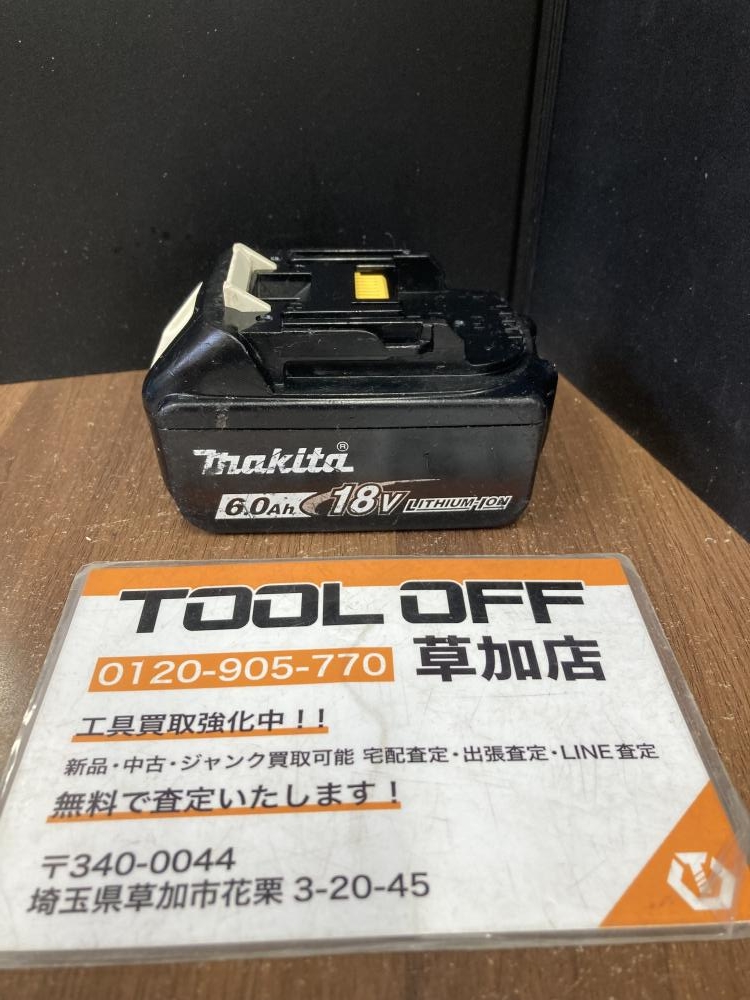 makita®
6.0Ah 18V LITHIUM-ION
TOOL OFF
0120-905-770 草加店
工具買取強化中!!
新品・中古・ジャンク買取可能 宅配査定・出張査定・LINE査定
無料で査定いたします!
〒340-0044
埼玉県草加市花栗 3-20-45